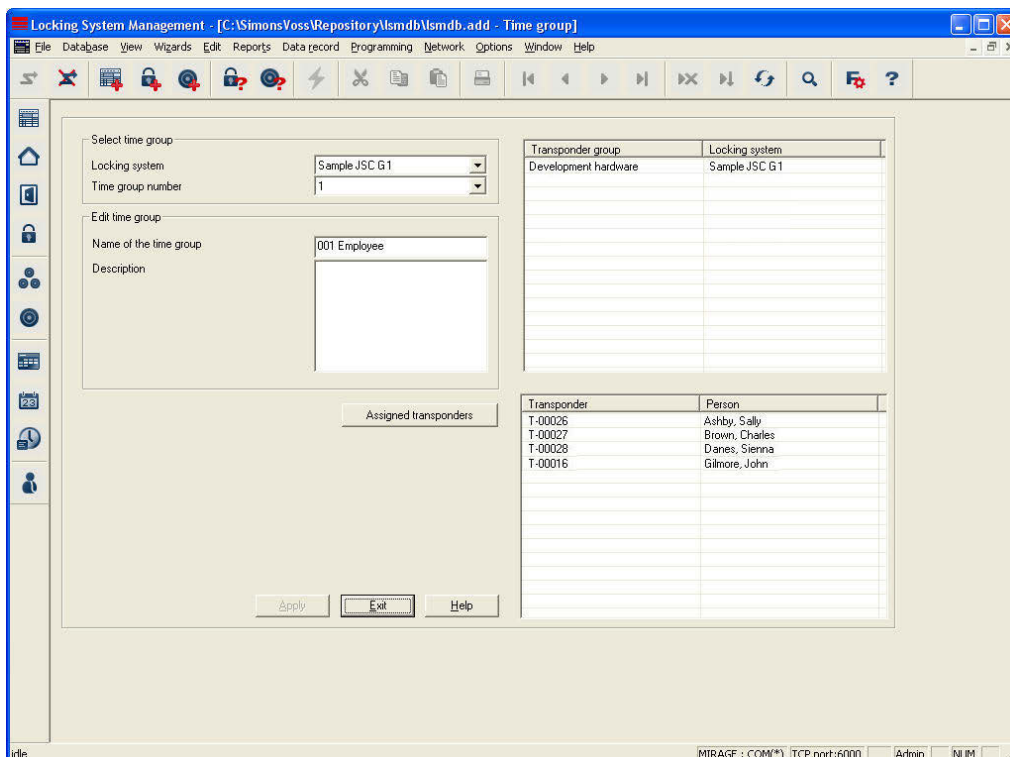 Locking System Management - [C:\SimonsVoss\Repository\lsmdb\lsmdb.add - Time group]
File Database View Wizards Edit Reports Data record Programming Network Options Window Help
Select time group
Locking system
Sample JSC G1
Time group number
1
Edit time group
Name of the time group
001 Employee
Description
Assigned transponders
Apply
Exit
Help
Transponder group Locking system
Development hardware Sample JSC G1
Transponder Person
T-00026 Ashby, Sally
T-00027 Brown, Charles
T-00028 Danes, Sienna
T-00016 Gilmore, John
23
idle
MIRAGE : COM(*) TCP port:6000 Admin NUM